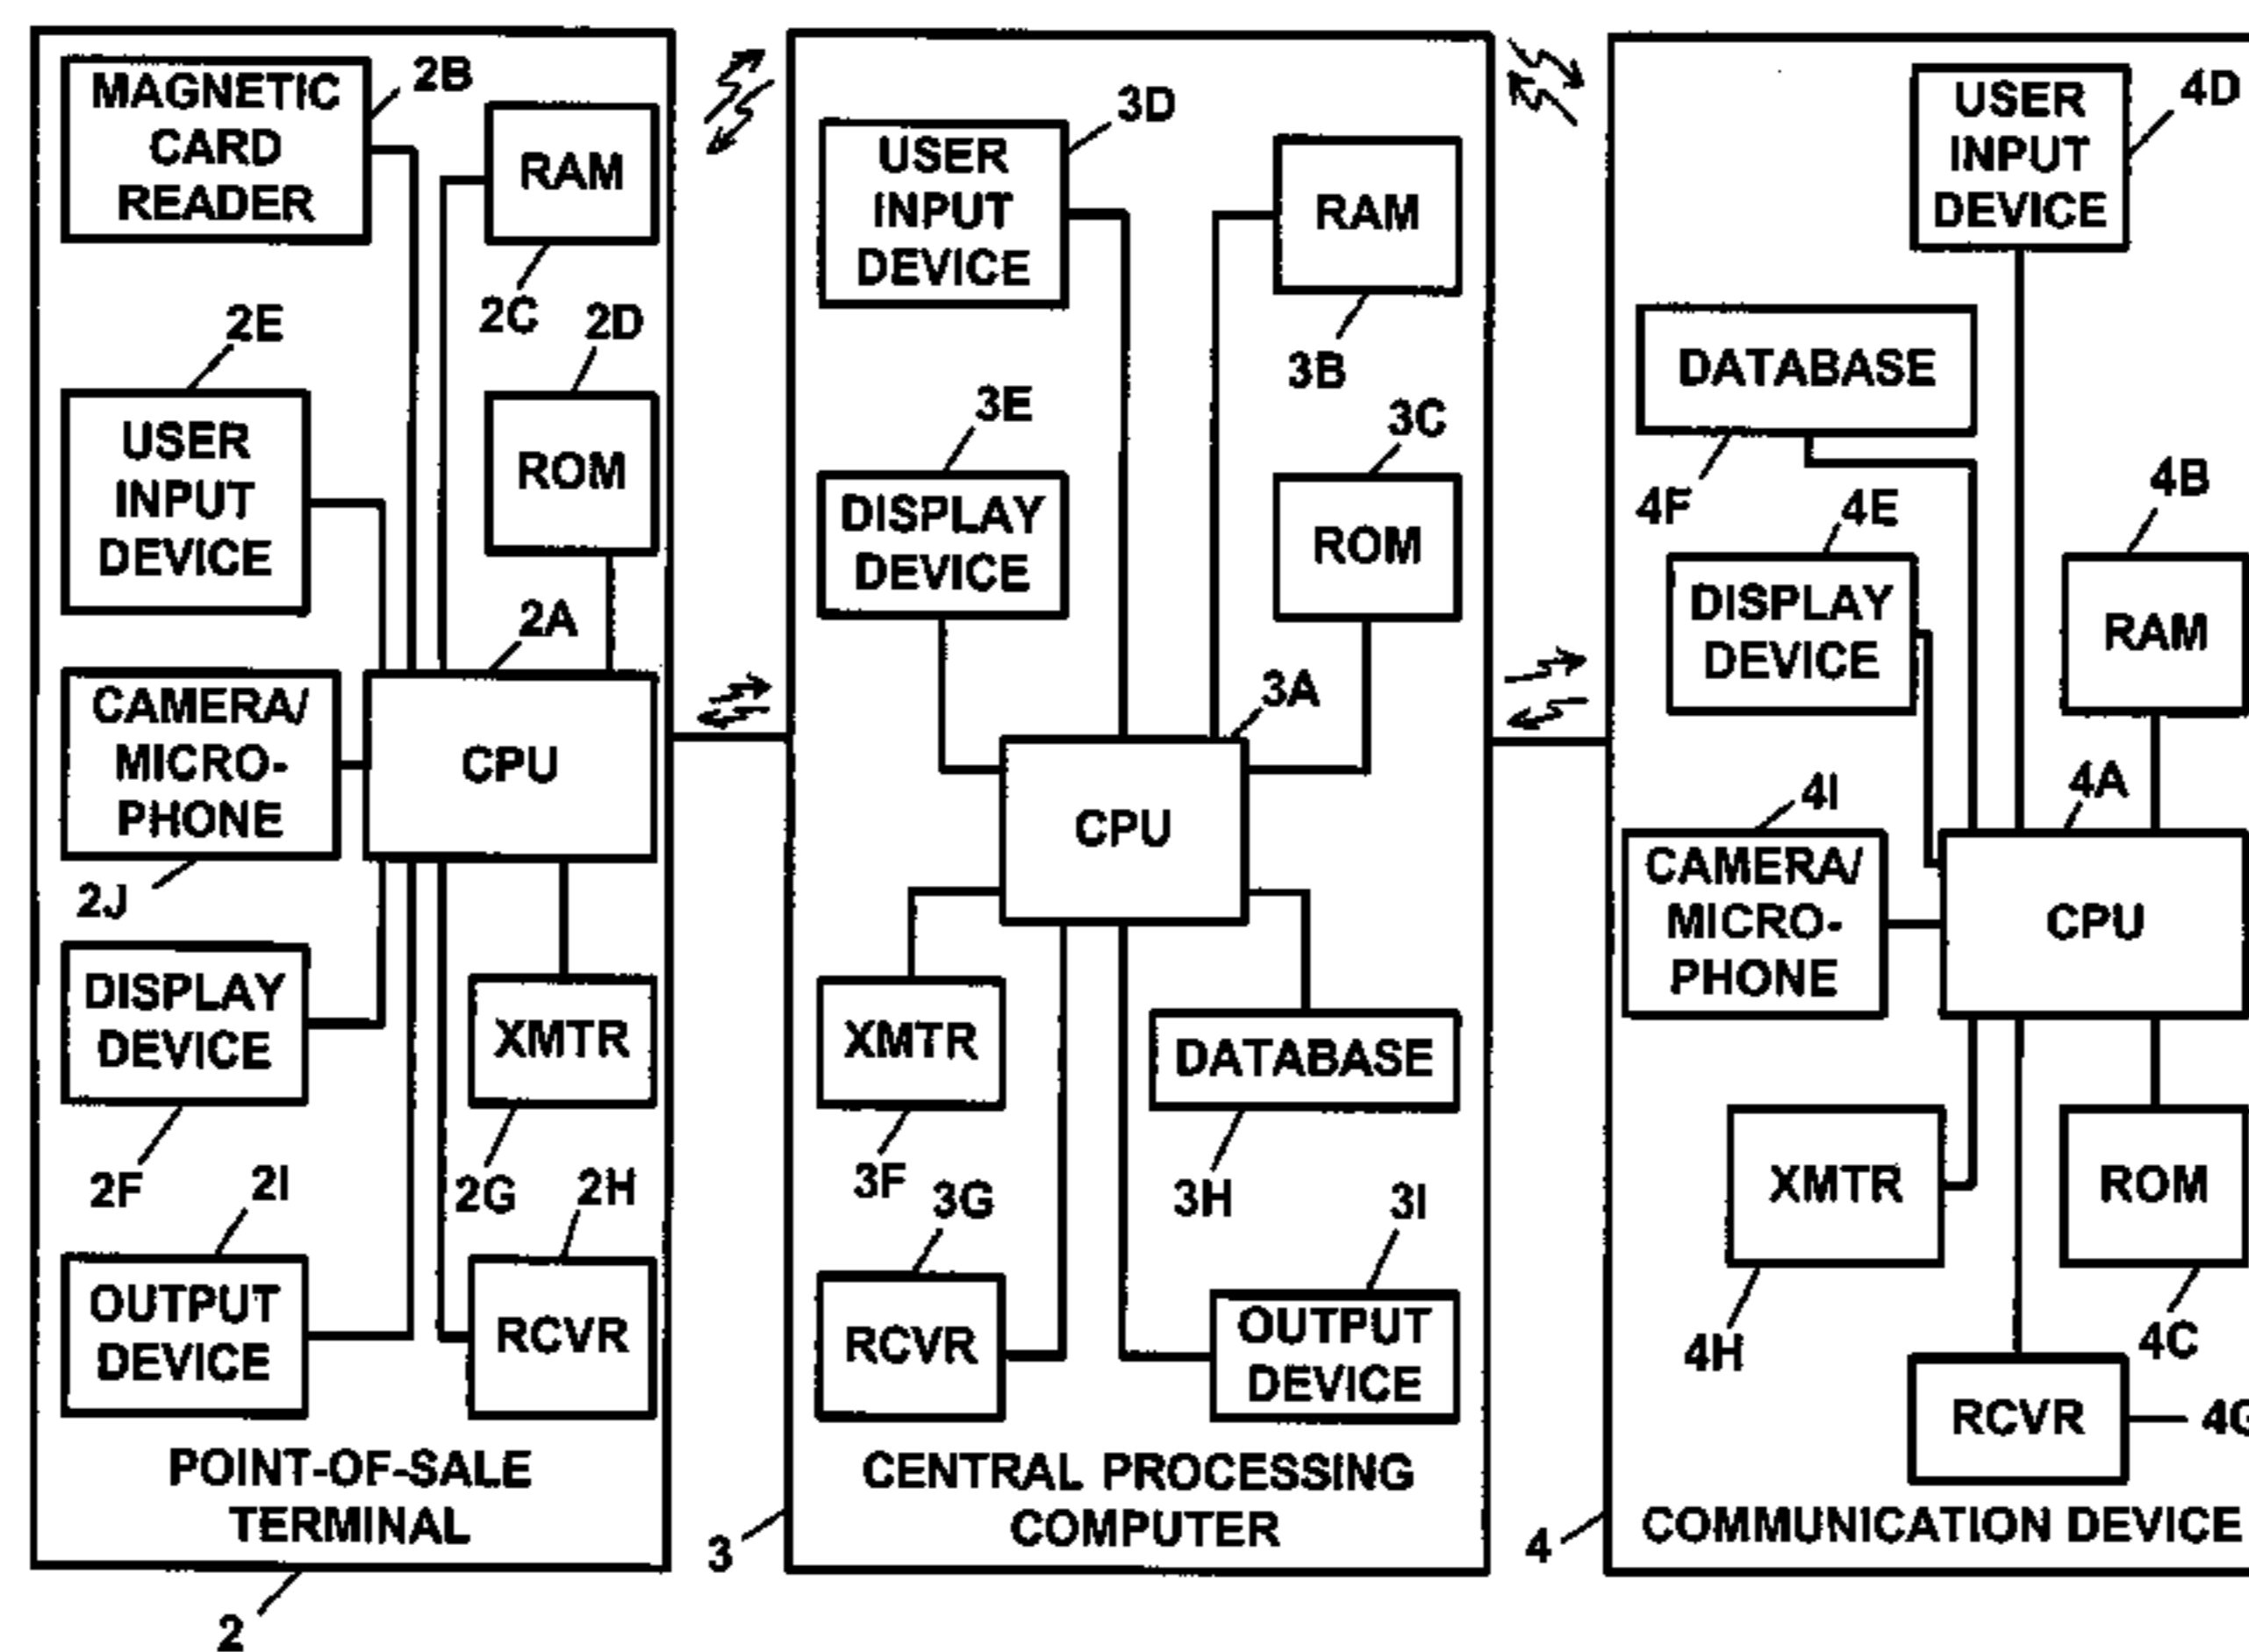 MAGNETIC
CARD
READER
2B
RAM
2C
2E
USER
INPUT
DEVICE
2D
ROM
2A
CAMERA/
MICRO-
PHONE
2J
CPU
DISPLAY
DEVICE
2F
XMTR
2G
2I
OUTPUT
DEVICE
2H
RCVR
POINT-OF-SALE
TERMINAL
2
USER
INPUT
DEVICE
3D
RAM
3B
3E
DISPLAY
DEVICE
3C
ROM
3A
CPU
XMTR
3F
DATABASE
3H
3G
RCVR
3I
OUTPUT
DEVICE
CENTRAL PROCESSING
COMPUTER
3
USER
INPUT
DEVICE
4D
DATABASE
4F
4E
DISPLAY
DEVICE
4B
RAM
4I
CAMERA/
MICRO-
PHONE
4A
CPU
XMTR
4H
ROM
4C
RCVR
4G
COMMUNICATION DEVICE
4